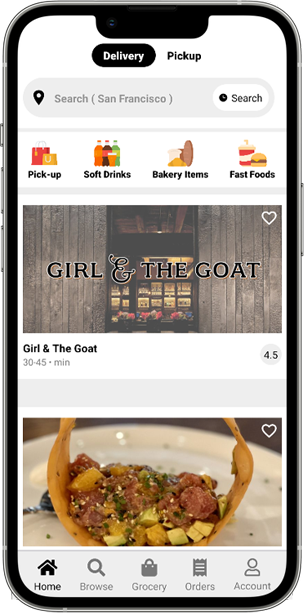 Delivery Pickup
Search ( San Francisco ) Search
Pick-up Soft Drinks Bakery Items Fast Foods
GIRL & THE GOAT
Girl & The Goat
4.5
30-45 • min
Home Browse Grocery Orders Account